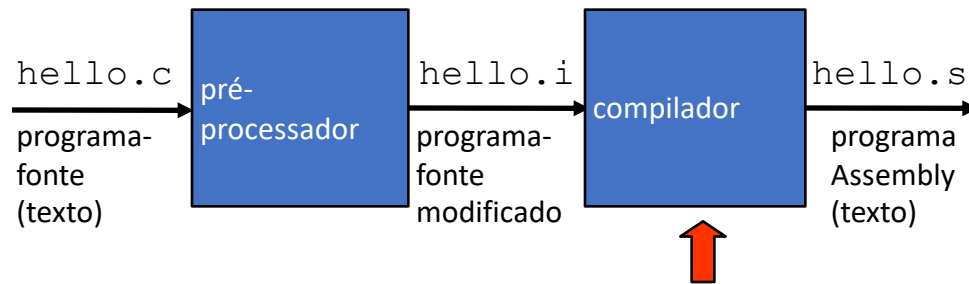 hello.c
programa-
fonte
(texto)
pré-
processador
hello.i
programa-
fonte
modificado
compilador
hello.s
programa
Assembly
(texto)